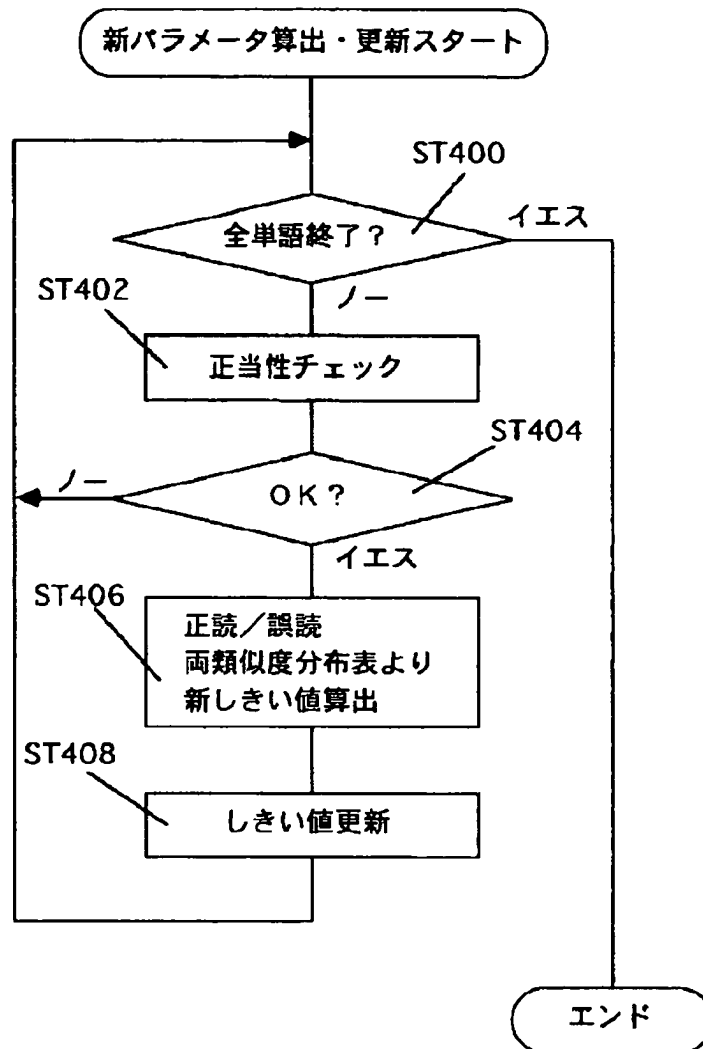 新パラメータ算出・更新スタート
ST400
全単語終了？
イエス
ノー
ST402
正当性チェック
ST404
ＯＫ？
ノー
イエス
ST406
正読／誤読
両類似度分布表より
新しきい値算出
ST408
しきい値更新
エンド